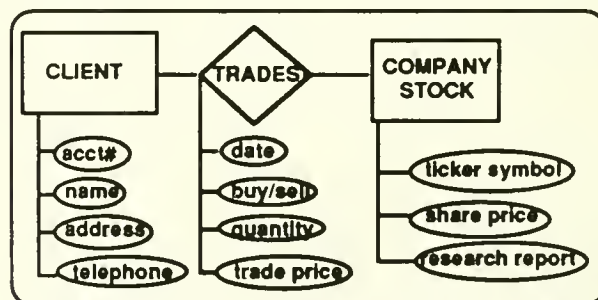 CLIENT
TRADES
COMPANY
STOCK
acct#
name
address
telephone
date
buy/sell
quantity
trade price
ticker symbol
share price
research report